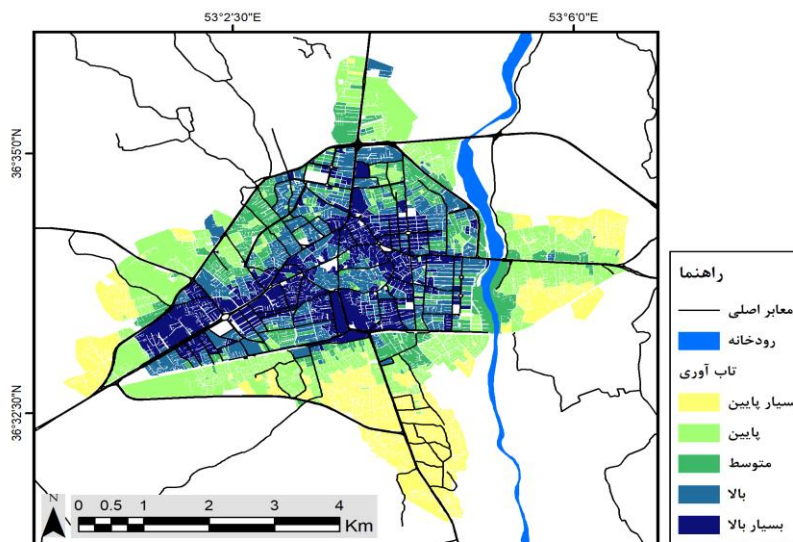 53°2'30"E
53°6'0"E
36°35'0"N
36°32'30"N
N
0 0.5 1 2 3 4
Km
راهنما
معابر اصلی
رودخانه
تاب آوری
بسیار پایین
پایین
متوسط
بالا
بسیار بالا